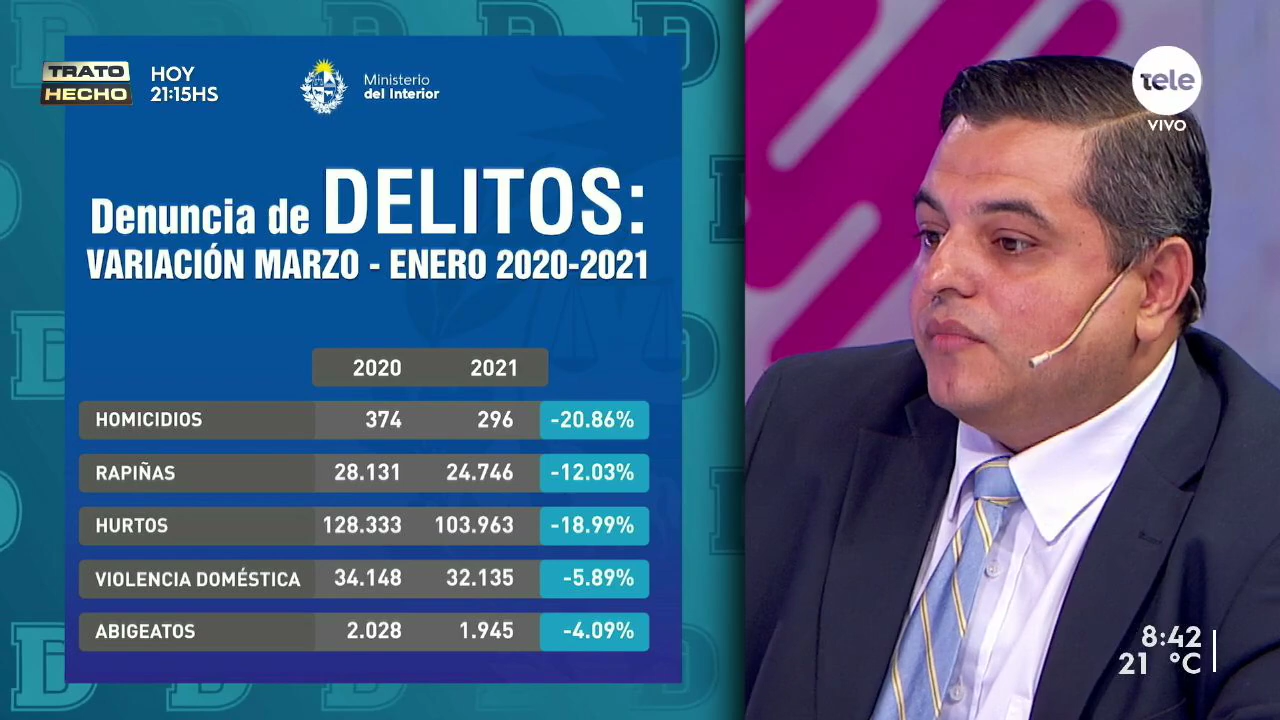 TRATO
HECHO
HOY
21:15HS
Ministerio
del Interior
tele
VIVO
Denuncia de DELITOS:
VARIACIÓN MARZO - ENERO 2020-2021
2020 2021
HOMICIDIOS 374 296 -20.86%
RAPIÑAS 28.131 24.746 -12.03%
HURTOS 128.333 103.963 -18.99%
VIOLENCIA DOMÉSTICA 34.148 32.135 -5.89%
ABIGEATOS 2.028 1.945 -4.09%
8:42
21 °C